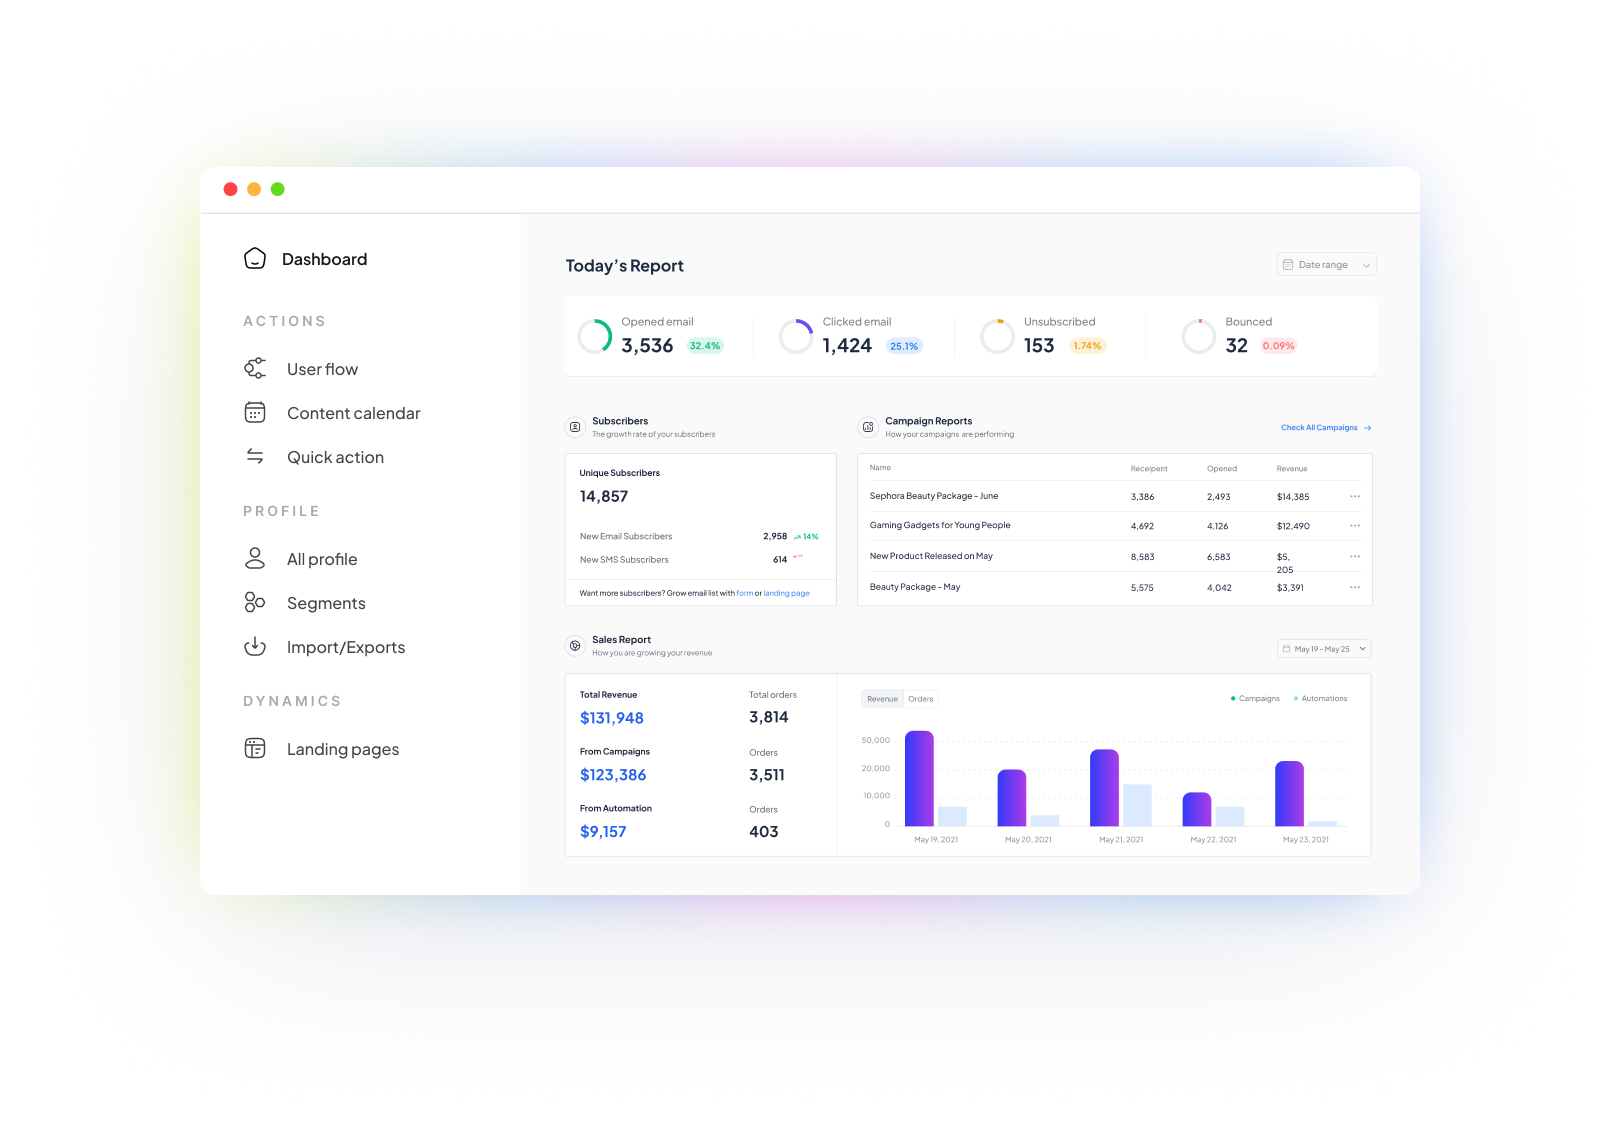 Dashboard
ACTIONS
User flow
Content calendar
Quick action
PROFILE
All profile
Segments
Import/Exports
DYNAMICS
Landing pages
Today’s Report
Date range
Opened email
3,536 32.4%
Clicked email
1,424 25.1%
Unsubscribed
153 1.74%
Bounced
32 0.09%
Subscribers
The growth rate of your subscribers
Unique Subscribers
14,857
New Email Subscribers 2,958 14%
New SMS Subscribers 614
Want more subscribers? Grow email list with form or landing page
Campaign Reports
How your campaigns are performing
Check All Campaigns
Name Receipent Opened Revenue
Sephora Beauty Package - June 3,386 2,493 $14,385
Gaming Gadgets for Young People 4,692 4,126 $12,490
New Product Released on May 8,583 6,583 $5,
205
Beauty Package - May 5,575 4,042 $3,391
Sales Report
How you are growing your revenue
May 19 - May 25
Total Revenue Total orders
$131,948 3,814
From Campaigns Orders
$123,386 3,511
From Automation Orders
$9,157 403
Revenue Orders
Campaigns Automations
50,000
20,000
10,000
0
May 19, 2021 May 20, 2021 May 21, 2021 May 22, 2021 May 23, 2021